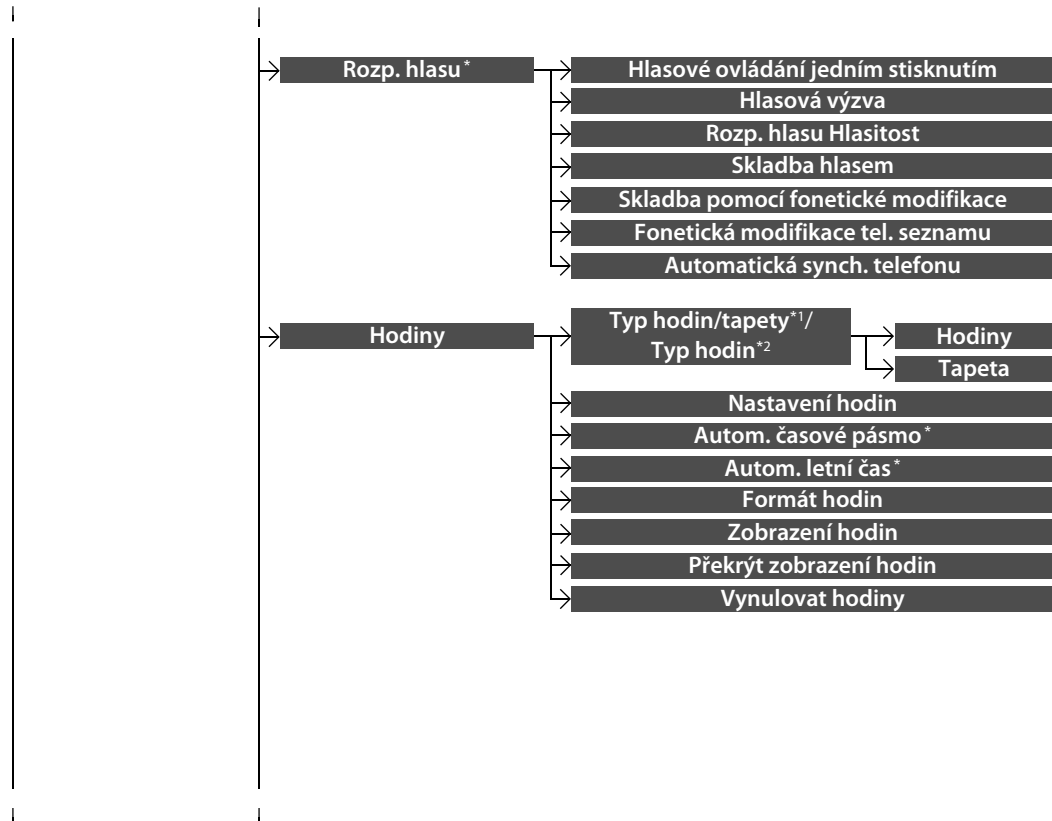 Rozp. hlasu*
Hlasové ovládání jedním stisknutím
Hlasová výzva
Rozp. hlasu Hlasitost
Skladba hlasem
Skladba pomocí fonetické modifikace
Fonetická modifikace tel. seznamu
Automatická synch. telefonu
Hodiny
Typ hodin/tapety*1/
Typ hodin*2
Hodiny
Tapeta
Nastavení hodin
Autom. časové pásmo*
Autom. letní čas*
Formát hodin
Zobrazení hodin
Překrýt zobrazení hodin
Vynulovat hodiny